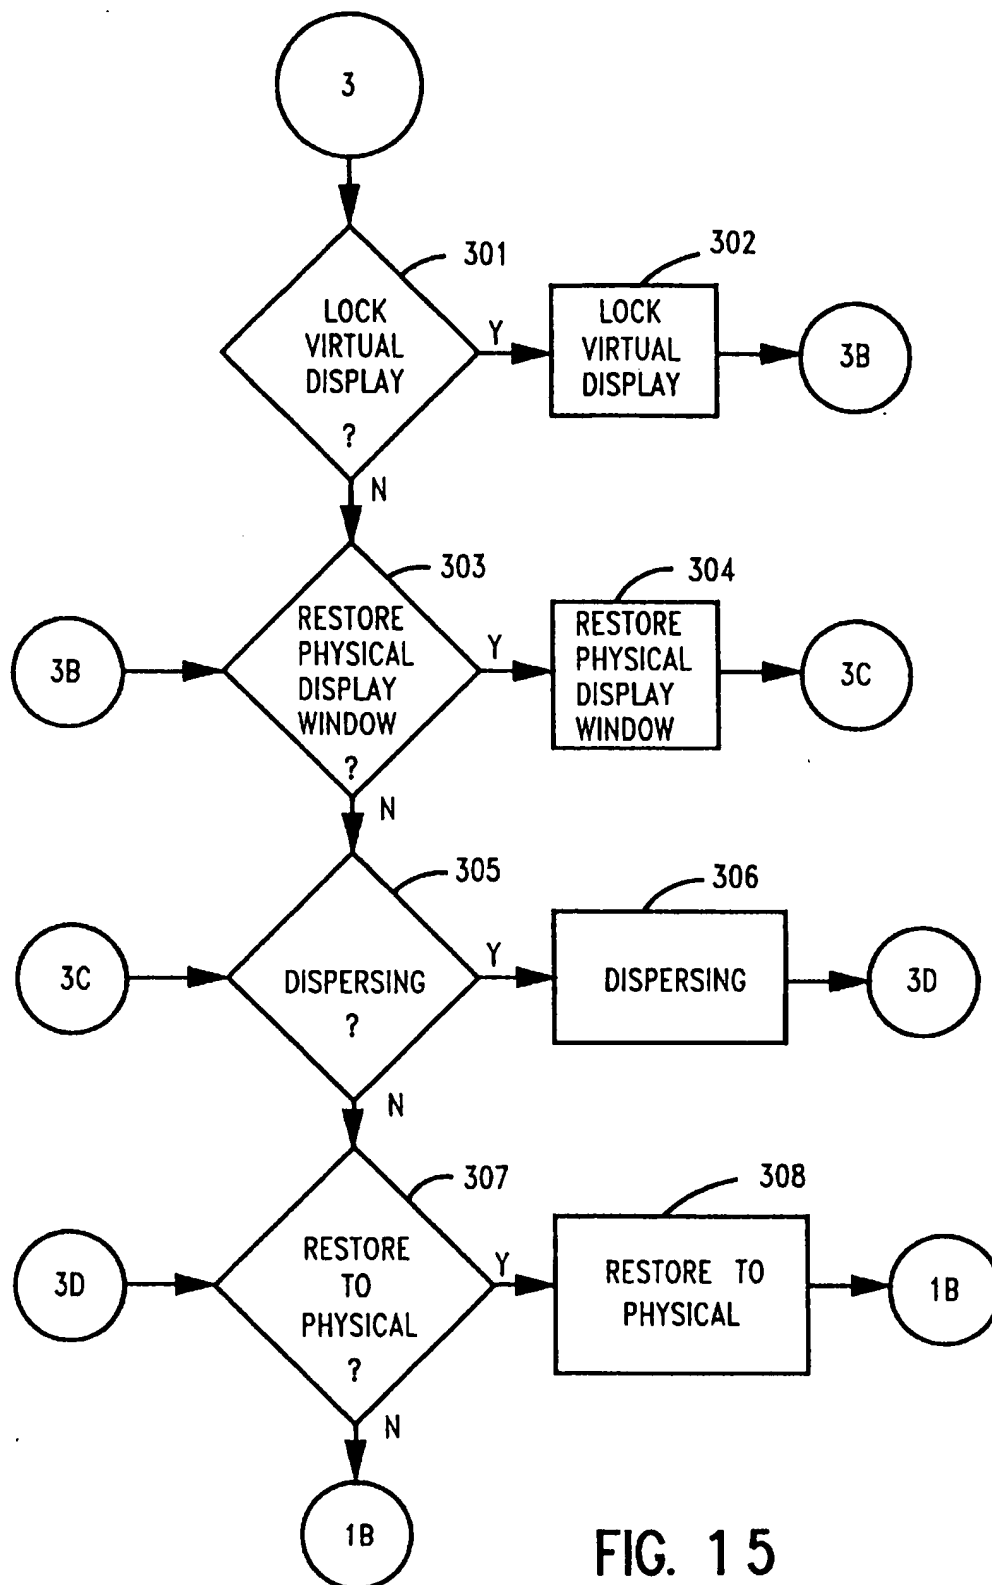 3
301
LOCK
VIRTUAL
DISPLAY
?
Y
302
LOCK
VIRTUAL
DISPLAY
3B
N
303
3B
RESTORE
PHYSICAL
DISPLAY
WINDOW
?
Y
304
RESTORE
PHYSICAL
DISPLAY
WINDOW
3C
N
305
3C
DISPERSING
?
Y
306
DISPERSING
3D
N
307
3D
RESTORE
TO
PHYSICAL
?
Y
308
RESTORE TO
PHYSICAL
1B
N
1B
FIG. 15